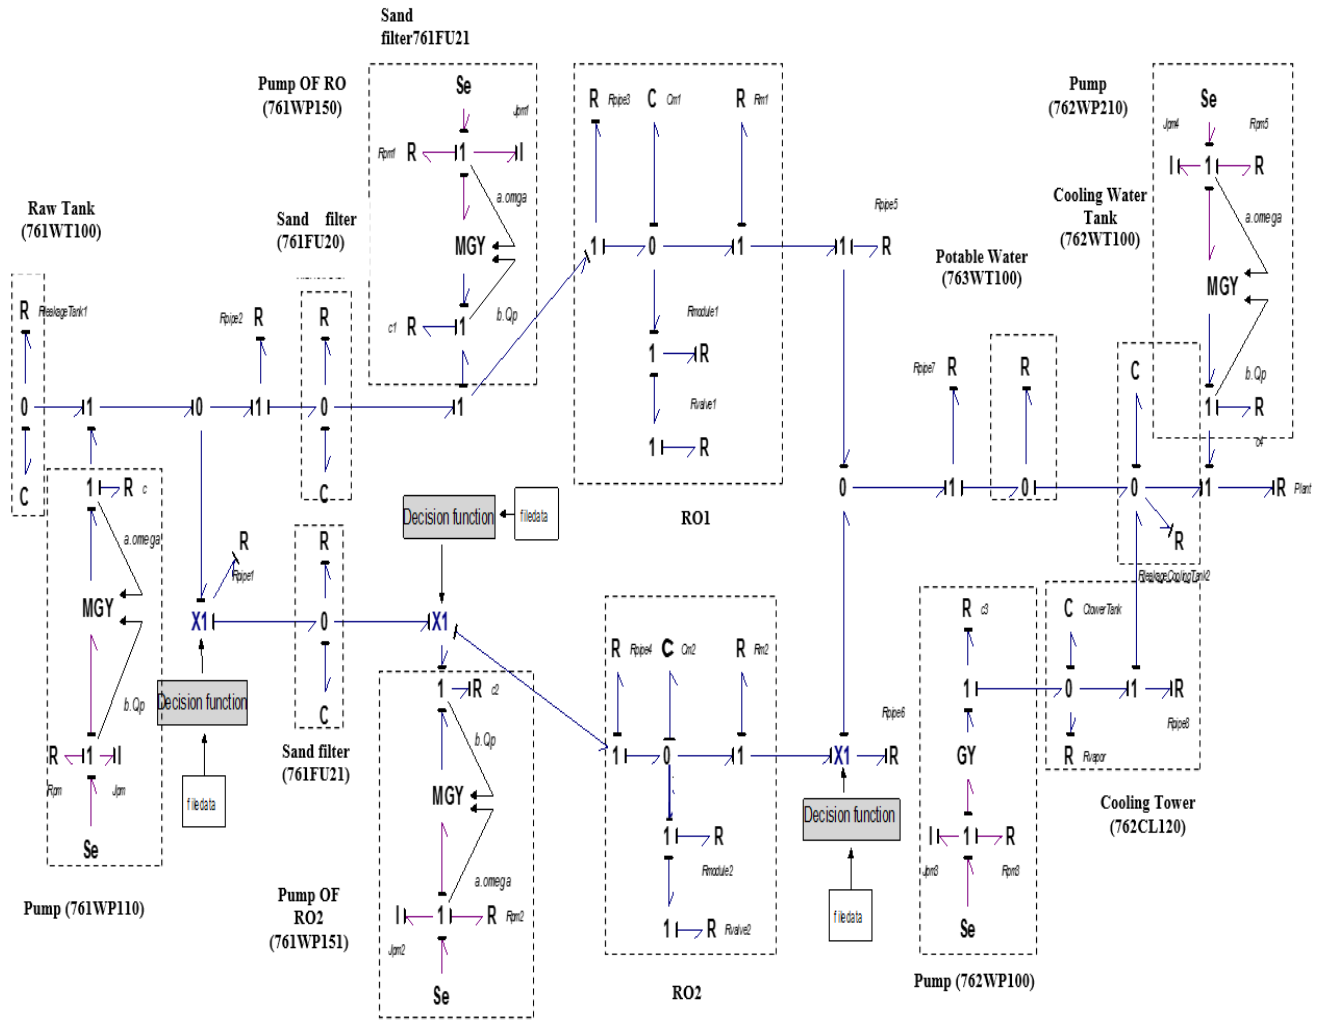 Sand
filter761FU21
Pump OF RO
(761WP150)
Se
Jpm1
Rpm1 R 1 I
a.omga
MGY
b.Qp
c1 R 1
1
R Rpipe3 C Cm1 R Rm1
1 0 1
Rmodule1
1 R
Rvalve1
1 R
RO1
Rpipe5
1 R
Pump
(762WP210)
Se
Jpm4 Rpm5
I 1 R
a.omega
MGY
b.Qp
1 R
c4
Cooling Water
Tank
(762WT100)
Potable Water
(763WT100)
Raw Tank
(761WT100)
R RleakageTank1
0 1 0 1 0
C
Rpipe2 R
Sand filter
(761FU20)
R
C
1 R c
a.omega
MGY
b.Qp
R 1 I
Rpm Jpm
Se
Pump (761WP110)
R
Rpipe1
X1
Decision function
filedata
R
0
C
Sand filter
(761FU21)
Decision function
filedata
X1
1 R c2
b.Qp
MGY
a.omega
I 1 R Rpm2
Jpm2
Se
Pump OF
RO2
(761WP151)
R Rpipe4 C Cm2 R Rm2
1 0 1
1 R
Rmodule2
1 R Rvalve2
RO2
Rpipe6
X1 R
Decision function
filedata
Rpipe7 R
R
C
0 1 0 0 1 R Plant
R
RleakageCoolingTank2
R c3
1
GY
I 1 R
Jpm3 Rpm3
Se
Pump (762WP100)
C CtowerTank
0 1 R
Rpipe8
R Rvapor
Cooling Tower
(762CL120)